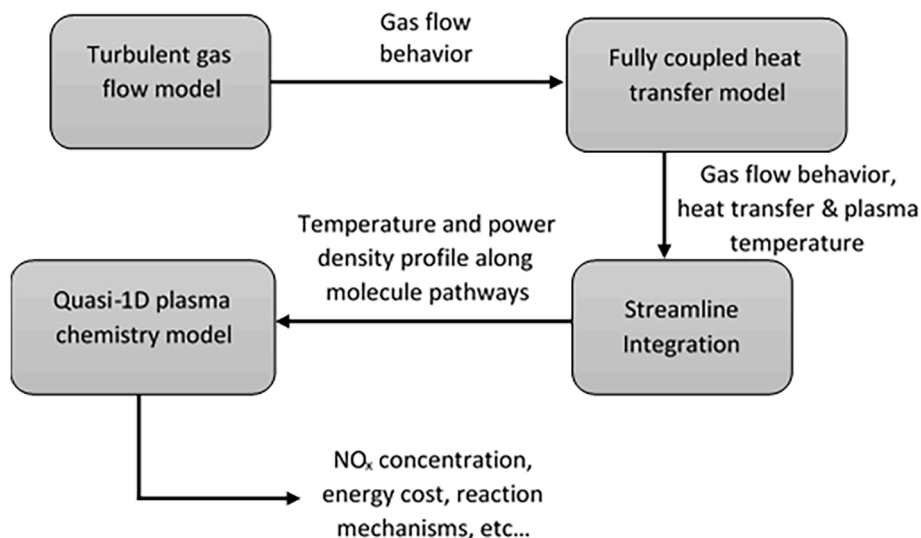 Turbulent gas
flow model
Gas flow
behavior
Fully coupled heat
transfer model
Gas flow behavior,
heat transfer & plasma
temperature
Streamline
Integration
Temperature and power
density profile along
molecule pathways
Quasi-1D plasma
chemistry model
NOₓ concentration,
energy cost, reaction
mechanisms, etc...